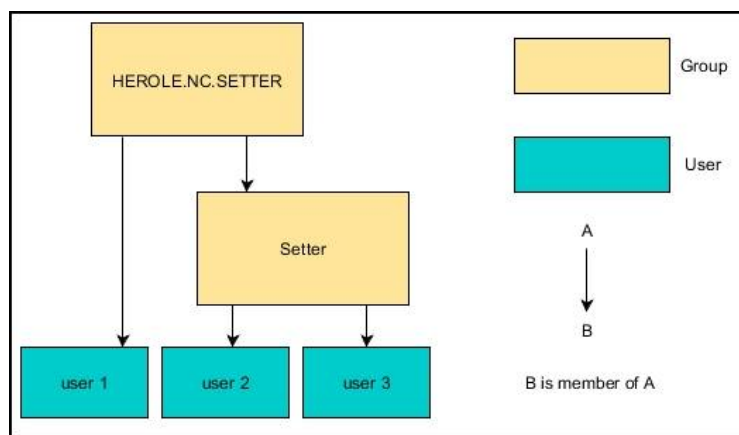 HEROLE.NC.SETTER
Group
User
Setter
A
B
user 1
user 2
user 3
B is member of A